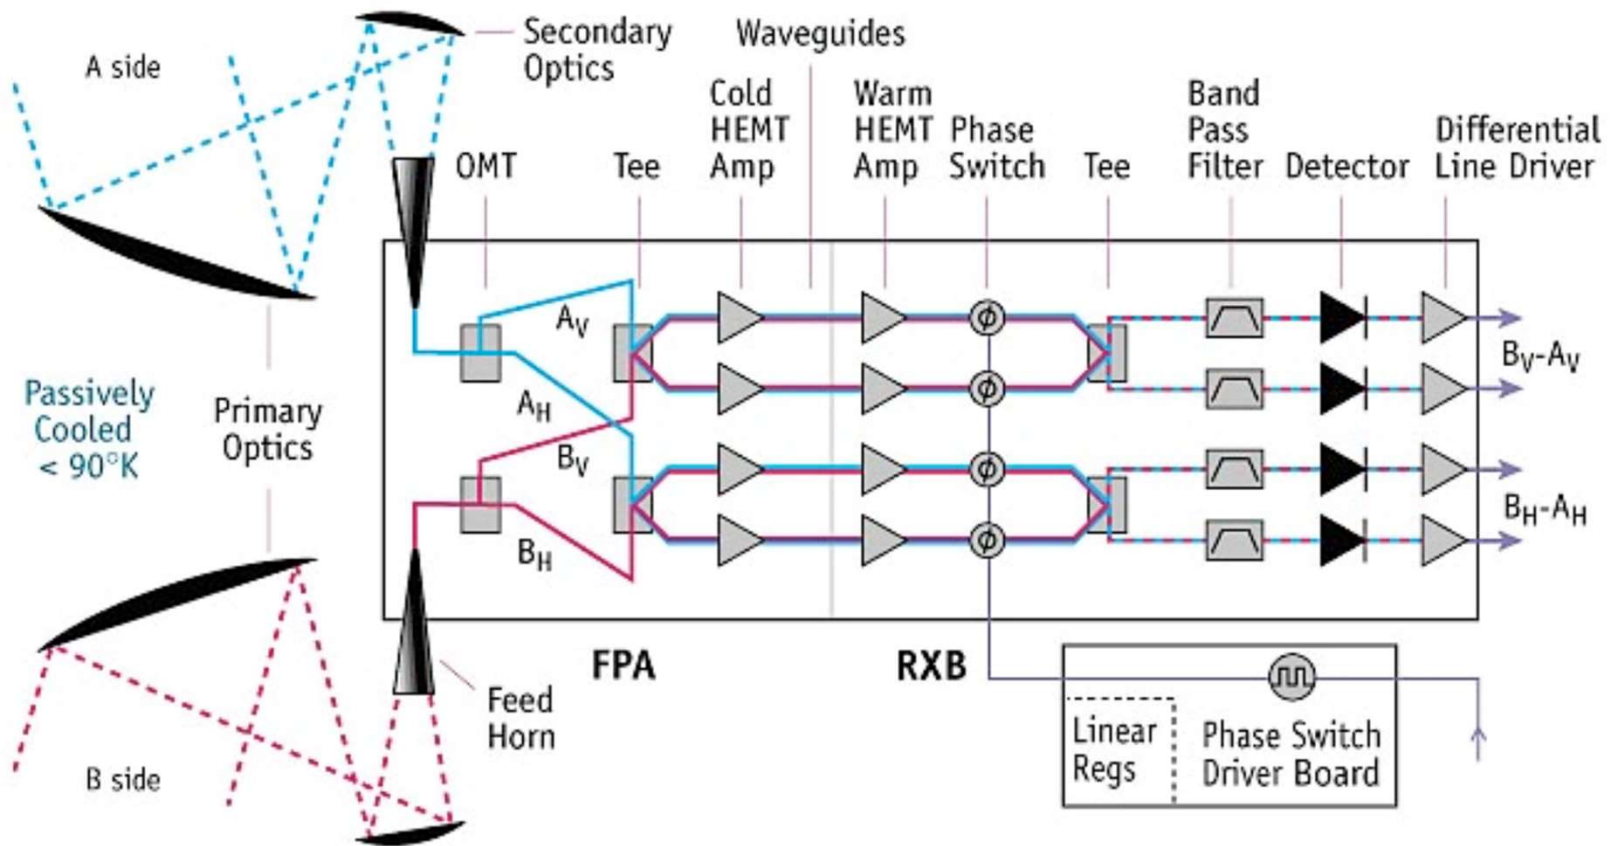 A side
Secondary
Optics
Waveguides
Cold
HEMT
Amp
Warm
HEMT
Amp
Phase
Switch
Band
Pass
Filter
Differential
Line Driver
OMT
Tee
Tee
Detector
Passively
Cooled
< 90°K
Primary
Optics
AV
AH
BV
BH
ϕ
ϕ
ϕ
ϕ
BV-AV
BH-AH
FPA
RXB
Feed
Horn
B side
Linear
Regs
Phase Switch
Driver Board